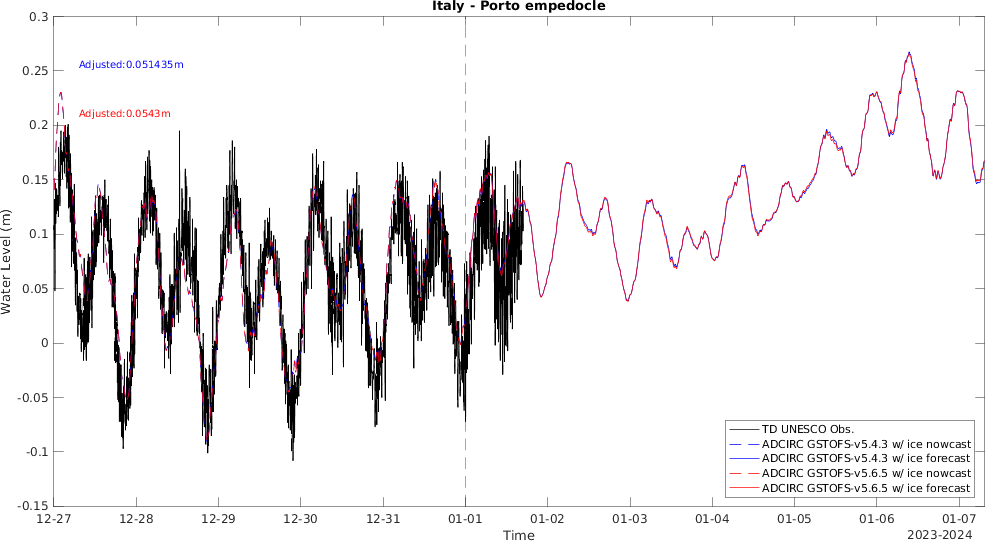 Italy - Porto empedocle
0.3
0.25
0.2
0.15
0.1
0.05
0
-0.05
-0.1
-0.15
Water Level (m)
Adjusted:0.051435m
Adjusted:0.0543m
TD UNESCO Obs.
ADCIRC GSTOFS-v5.4.3 w/ ice nowcast
ADCIRC GSTOFS-v5.4.3 w/ ice forecast
ADCIRC GSTOFS-v5.6.5 w/ ice nowcast
ADCIRC GSTOFS-v5.6.5 w/ ice forecast
12-27 12-28 12-29 12-30 12-31 01-01 01-02 01-03 01-04 01-05 01-06 01-07
Time
2023-2024